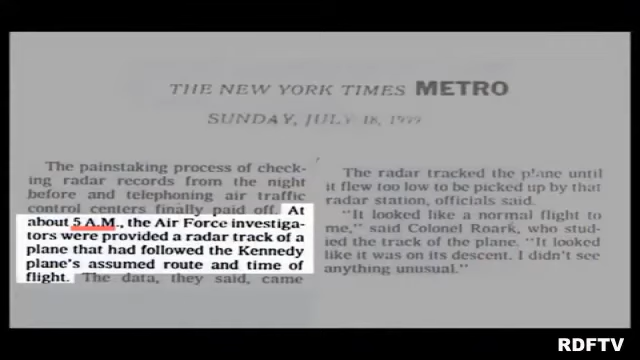 THE NEW YORK TIMES METRO
SUNDAY, JULY 18, 1999
The painstaking process of check-
ing radar records from the night
before and telephoning air traffic
control centers finally paid off. At
about 5 A.M., the Air Force investiga-
tors were provided a radar track of a
plane that had followed the Kennedy
plane's assumed route and time of
flight. The data, they said, came
The radar tracked the plane until
it flew too low to be picked up by that
radar station, officials said.
"It looked like a normal flight to
me," said Colonel Roark, who stud-
ied the track of the plane. "It looked
like it was on its descent. I didn't see
anything unusual."
RDFTV